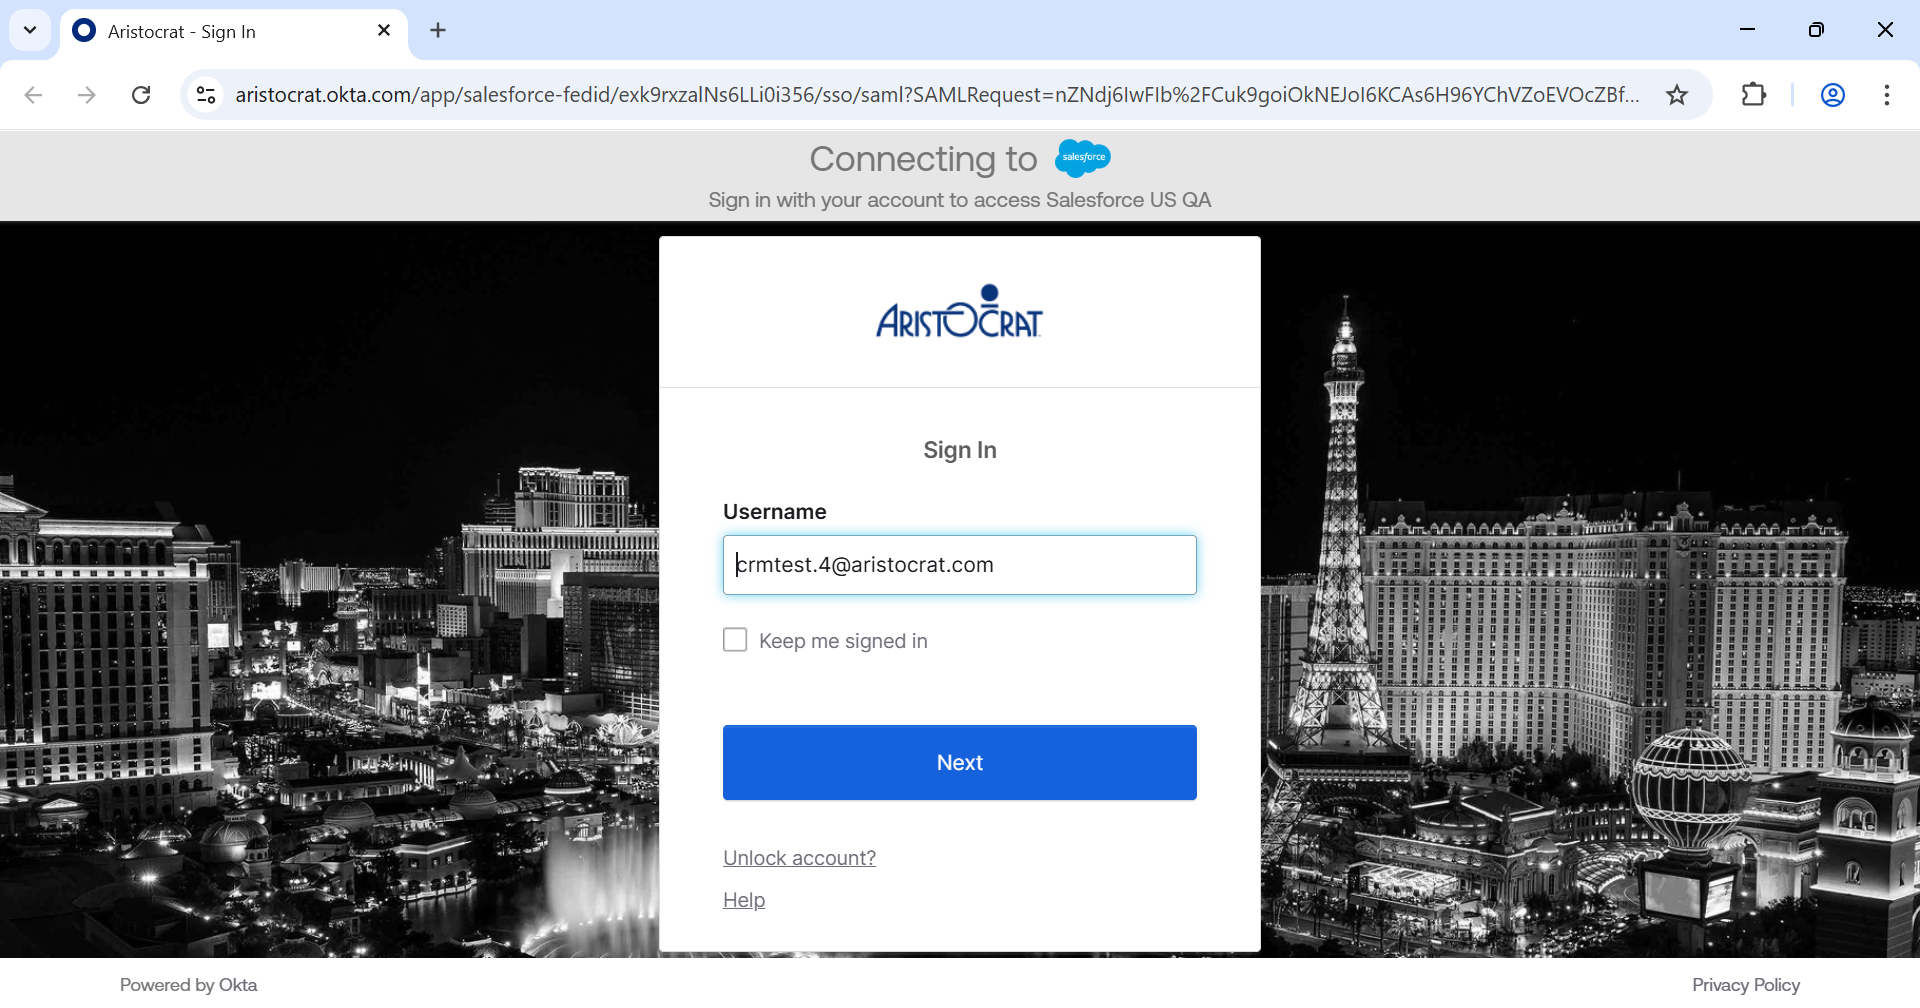 Aristocrat - Sign In
aristocrat.okta.com/app/salesforce-fedid/exk9rxzalNs6LLi0i356/sso/saml?SAMLRequest=nZNdj6IwFIb%2FCuk9goiOkNEJoI6KCAs6H96YChVZoEVOcZBf...
Connecting to salesforce
Sign in with your account to access Salesforce US QA
ARISTOCRAT
Sign In
Username
crmtest.4@aristocrat.com
Keep me signed in
Next
Unlock account?
Help
Powered by Okta
Privacy Policy